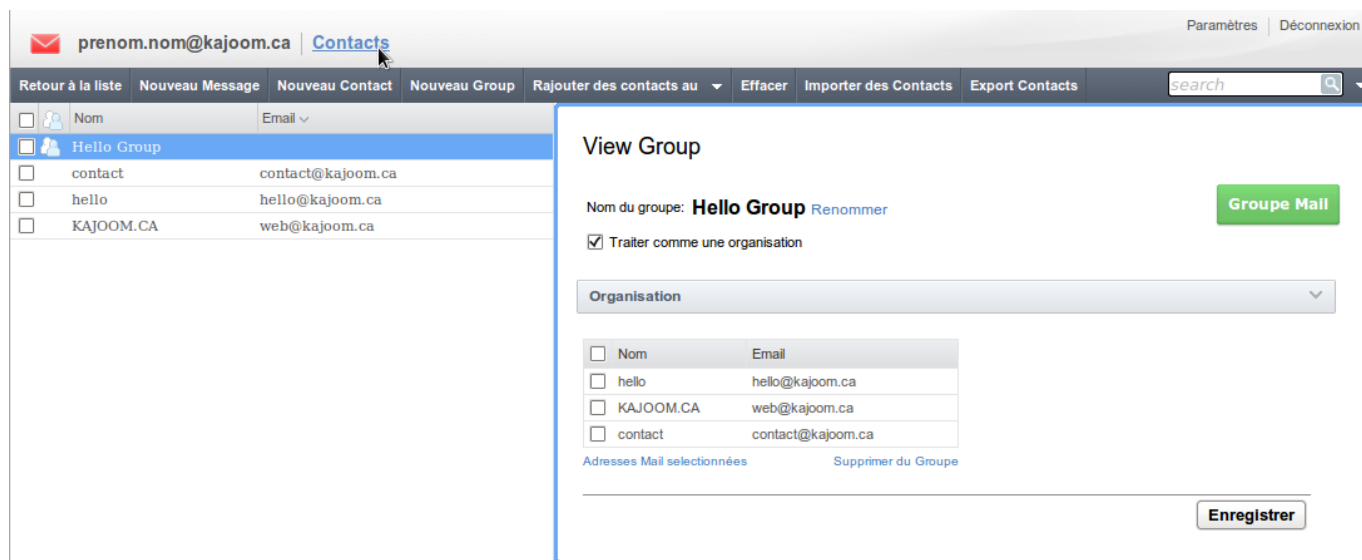 Paramètres | Déconnexion
prenom.nom@kajoom.ca | Contacts
Retour à la liste Nouveau Message Nouveau Contact Nouveau Group Rajouter des contacts au Effacer Importer des Contacts Export Contacts search
Nom Email
Hello Group
contact contact@kajoom.ca
hello hello@kajoom.ca
KAJOOM.CA web@kajoom.ca
View Group
Nom du groupe: Hello Group Renommer
Groupe Mail
Traiter comme une organisation
Organisation
Nom Email
hello hello@kajoom.ca
KAJOOM.CA web@kajoom.ca
contact contact@kajoom.ca
Adresses Mail selectionnées Supprimer du Groupe
Enregistrer